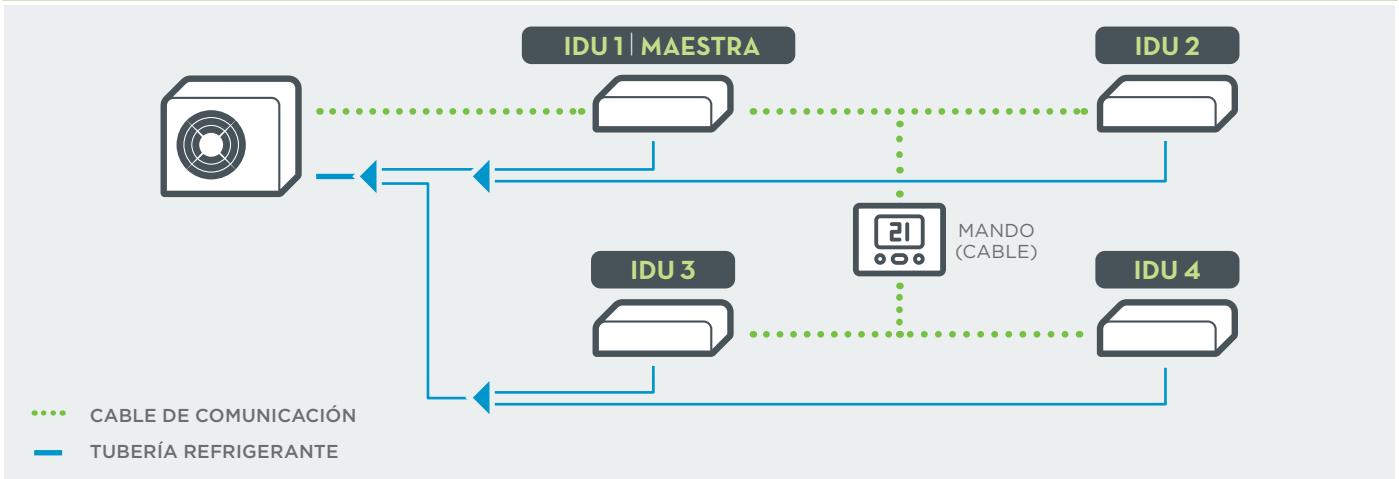 IDU 1 | MAESTRA
IDU 2
21
MANDO
(CABLE)
IDU 3
IDU 4
CABLE DE COMUNICACIÓN
TUBERÍA REFRIGERANTE